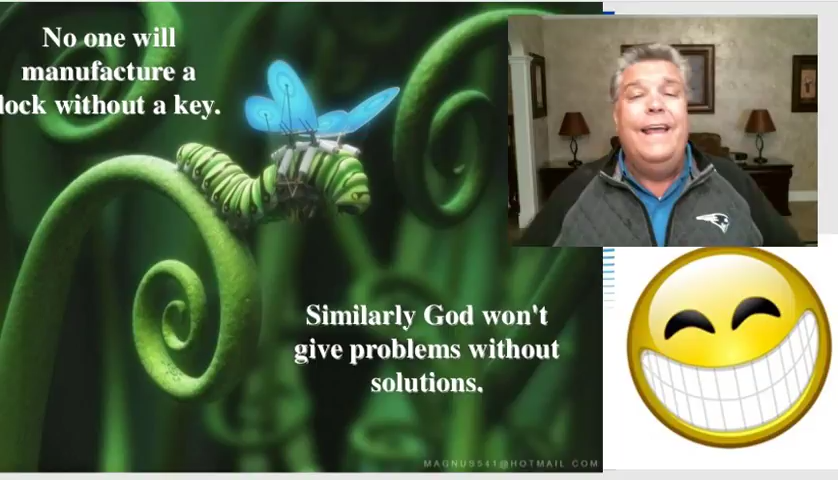 No one will
manufacture a
lock without a key.
Similarly God won't
give problems without
solutions.
MAGNUS541@HOTMAIL.COM